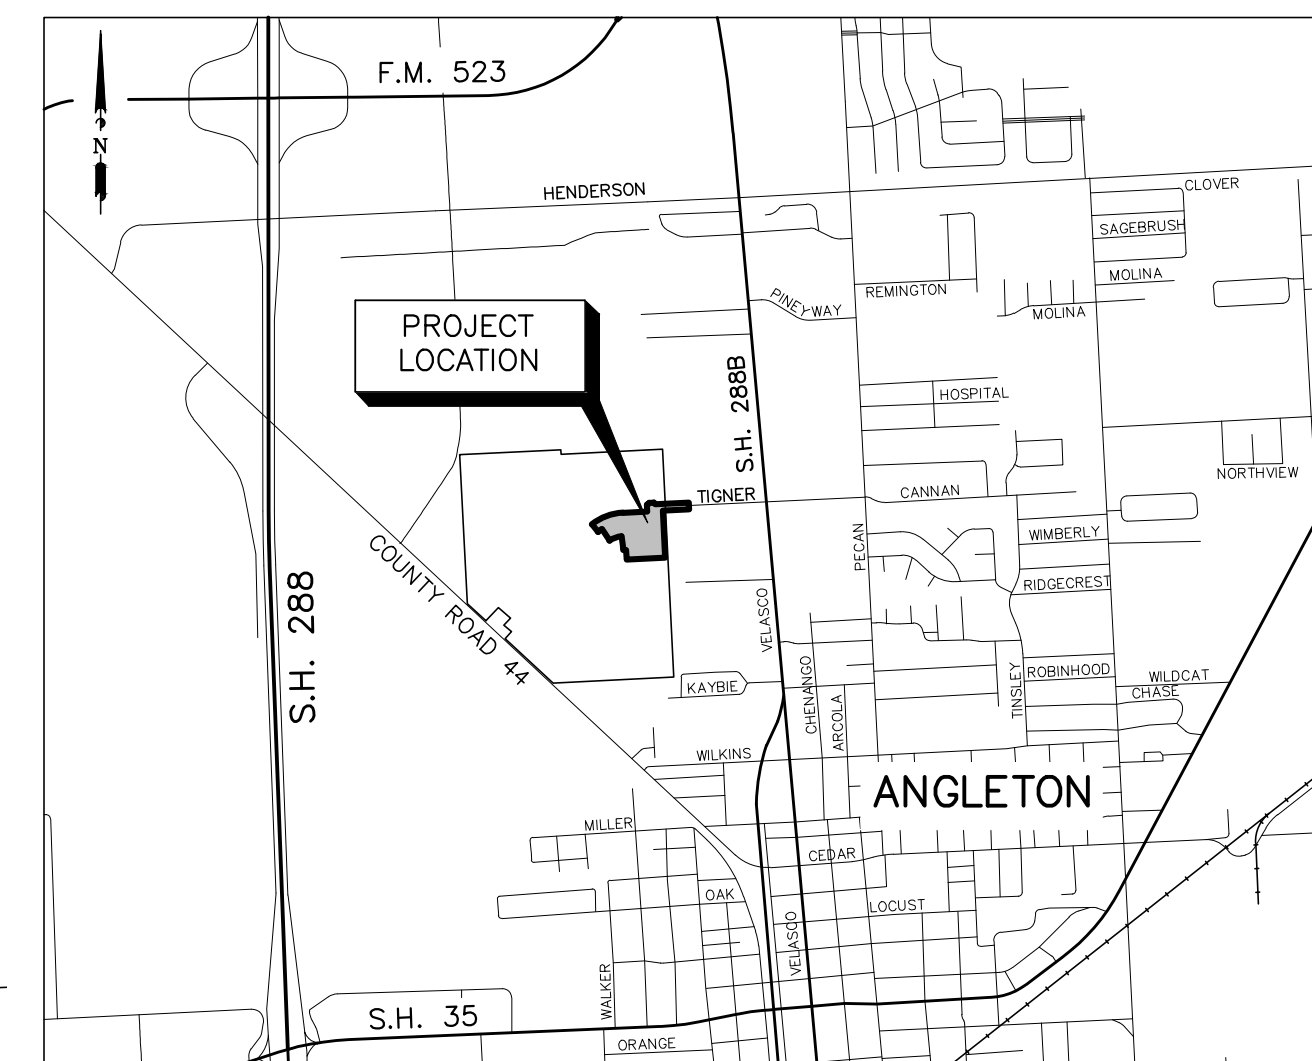 F.M. 523
N
HENDERSON
CLOVER
SAGEBRUSH
MOLINA
REMINGTON
PINEYWAY
MOLINA
PROJECT
LOCATION
S.H. 288B
HOSPITAL
NORTHVIEW
TIGNER
CANNAN
PECAN
WIMBERLY
RIDGECREST
COUNTY ROAD 44
S.H. 288
VELASCO
CHENANGO
ROBINHOOD
TINSLEY
WILDCAT
CHASE
KAYBIE
ARCOLA
WILKINS
ANGLETON
MILLER
CEDAR
OAK
LOCUST
VELASCO
WALKER
S.H. 35
ORANGE